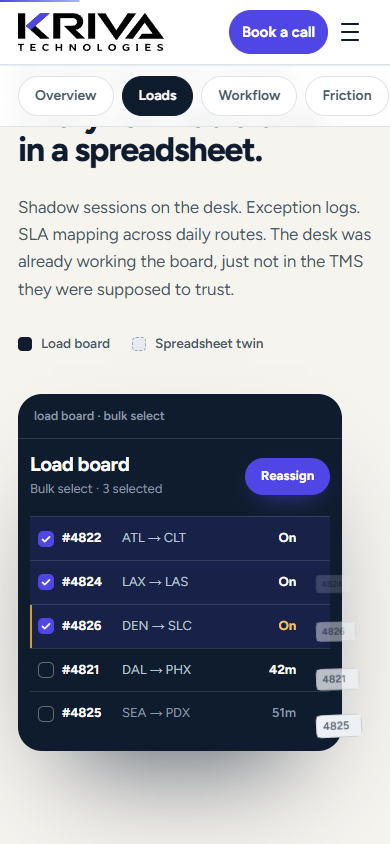 KRIVA
TECHNOLOGIES
Book a call
Overview
Loads
Workflow
Friction
in a spreadsheet.
Shadow sessions on the desk. Exception logs.
SLA mapping across daily routes. The desk was
already working the board, just not in the TMS
they were supposed to trust.
Load board
Spreadsheet twin
load board · bulk select
Load board
Bulk select · 3 selected
Reassign
#4822 ATL → CLT On
#4824 LAX → LAS On
4824
#4826 DEN → SLC On
4826
#4821 DAL → PHX 42m
4821
#4825 SEA → PDX 51m
4825